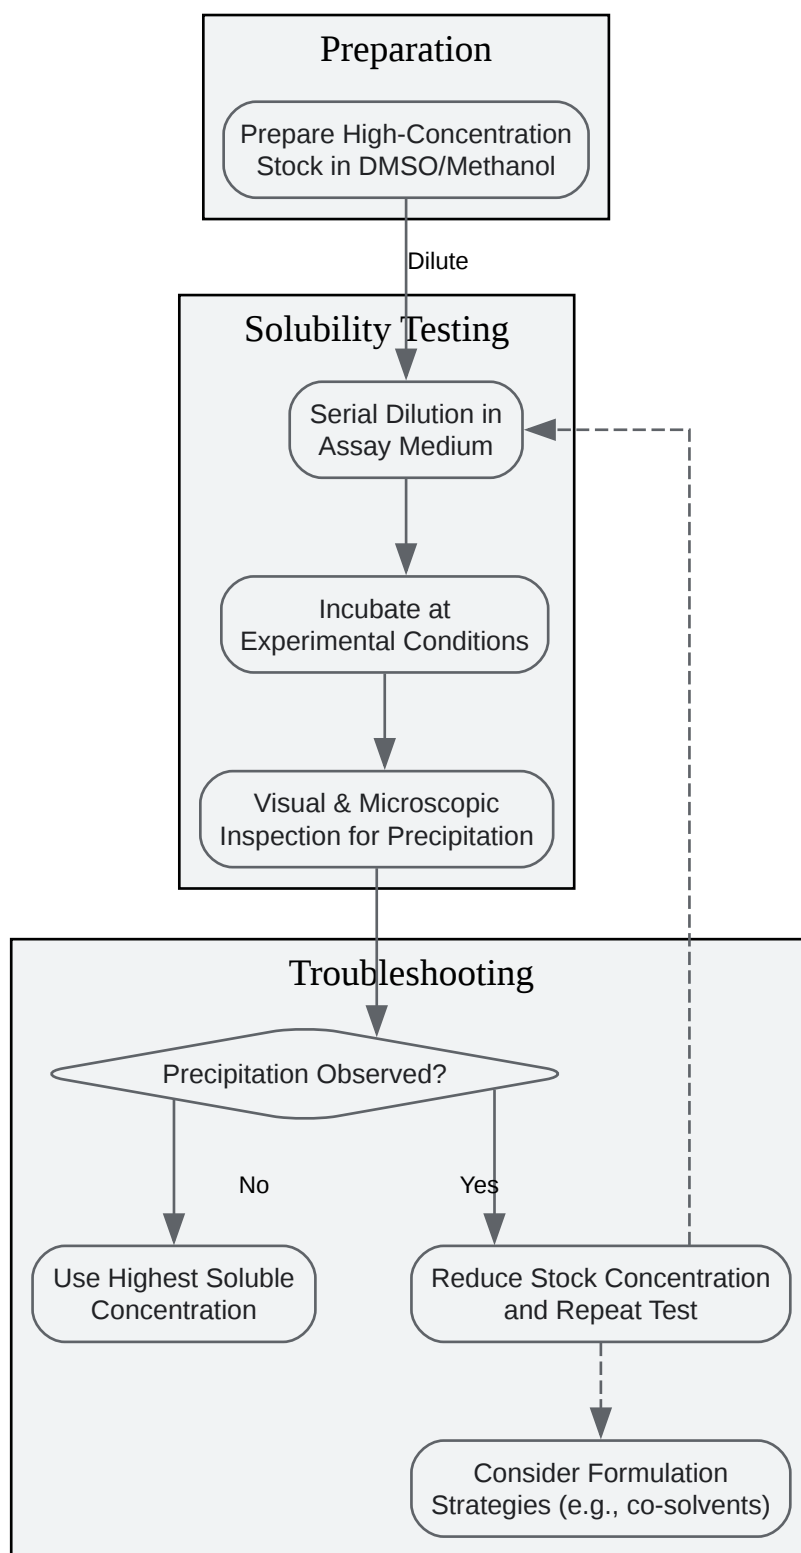 Preparation
Prepare High-Concentration
Stock in DMSO/Methanol
Dilute
Solubility Testing
Serial Dilution in
Assay Medium
Incubate at
Experimental Conditions
Visual & Microscopic
Inspection for Precipitation
Troubleshooting
Precipitation Observed?
No
Yes
Use Highest Soluble
Concentration
Reduce Stock Concentration
and Repeat Test
Consider Formulation
Strategies (e.g., co-solvents)